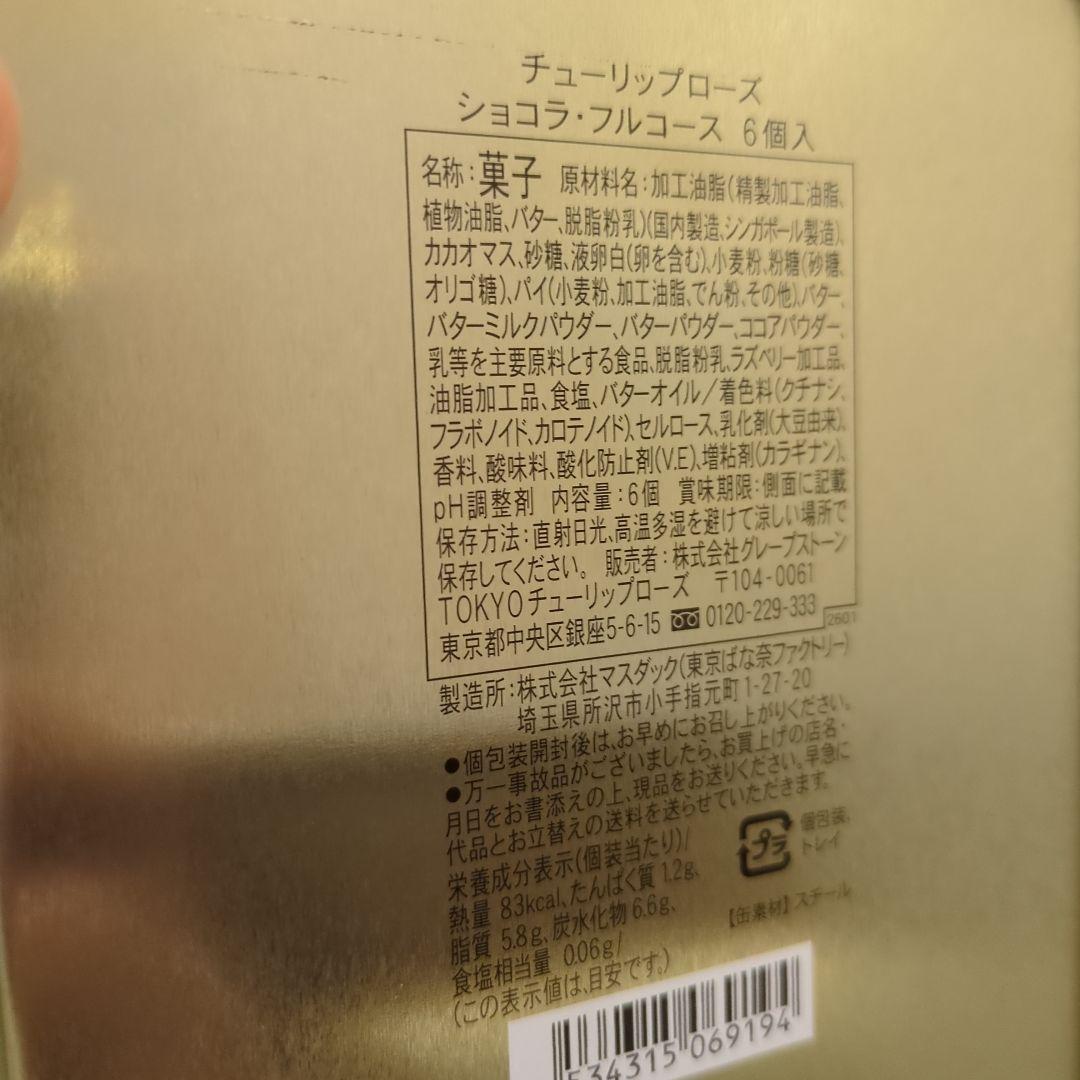 チューリップローズ
ショコラ・フルコース 6個入
名称：菓子 原材料名：加工油脂（精製加工油脂、
植物油脂、バター、脱脂粉乳）（国内製造、シンガポール製造）、
カカオマス、砂糖、液卵白（卵を含む）、小麦粉、粉糖（砂糖、
オリゴ糖）、パイ（小麦粉、加工油脂、でん粉、その他）、バター、
バターミルクパウダー、バターパウダー、ココアパウダー、
乳等を主要原料とする食品、脱脂粉乳、ラズベリー加工品、
油脂加工品、食塩、バターオイル／着色料（クチナシ、
フラボノイド、カロテノイド）、セルロース、乳化剤（大豆由来）、
香料、酸味料、酸化防止剤（V.E）、増粘剤（カラギナン）、
pH調整剤 内容量：6個 賞味期限：側面に記載
保存方法：直射日光、高温多湿を避けて涼しい場所で
保存してください。 販売者：株式会社グレープストーン
TOKYOチューリップローズ 〒104-0061
東京都中央区銀座5-6-15 0120-229-333
2601
製造所：株式会社マスダック（東京ばな奈ファクトリー）
埼玉県所沢市小手指元町1-27-20
●個包装開封後は、お早めにお召し上がりください。
●万一事故品がございましたら、お買上げの店名・
月日をお書添えの上、現品をお送りください。早急に
代品とお立替えの送料を送らせていただきます。
栄養成分表示（個装当たり）/
熱量 83kcal、たんぱく質 1.2g、
脂質 5.8g、炭水化物 6.6g、
食塩相当量 0.06g/
（この表示値は、目安です。）
プラ
個包装、
トレイ
【缶素材】スチール
534315 069194